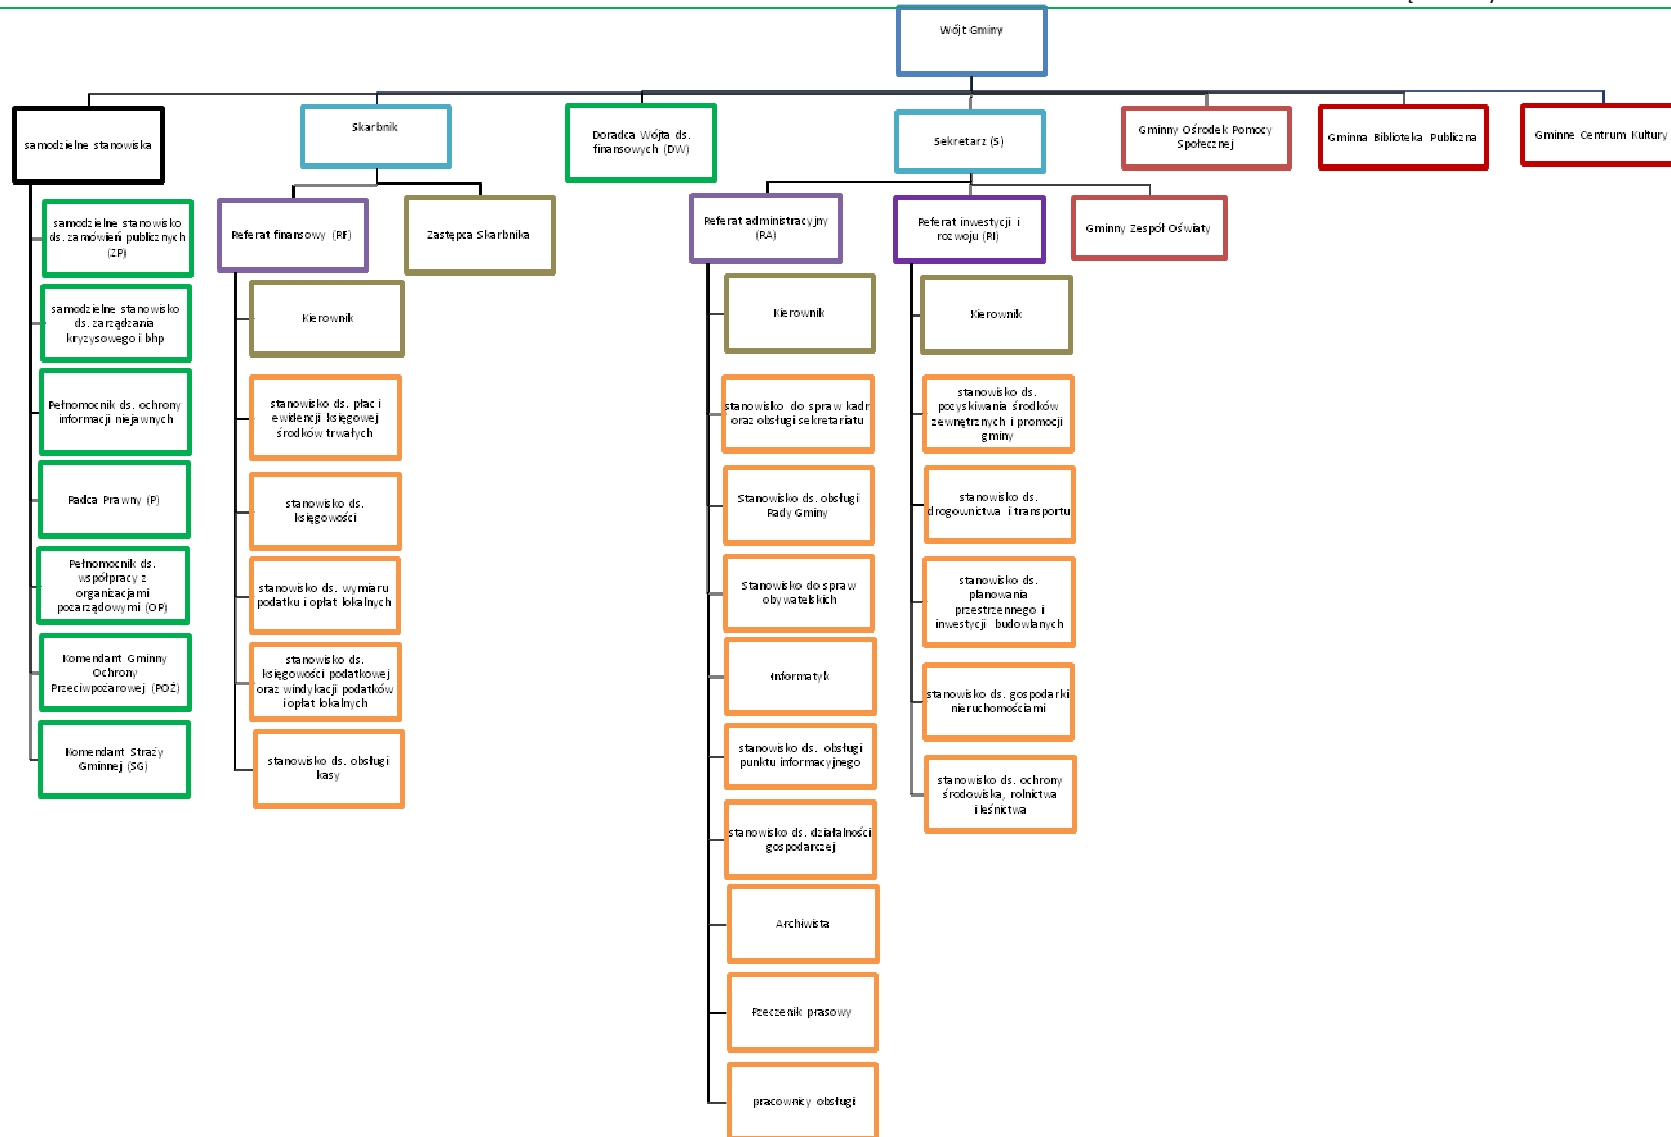 Wójt Gminy
samodzielne stanowiska
Skarbnik
Doradca Wójta ds.
finansowych (DW)
Sekretarz (S)
Gminny Ośrodek Pomocy
Społecznej
Gminna Biblioteka Publiczna
Gminne Centrum Kultury
samodzielne stanowisko
ds. zamówień publicznych
(ZP)
samodzielne stanowisko
ds. zarządzania
kryzysowego i bhp
Pełnomocnik ds. ochrony
informacji niejawnych
Radca Prawny (P)
Pełnomocnik ds.
współpracy z
organizacjami
pozarządowymi (OP)
Komendant Gminny
Ochrony
Przeciwpożarowej (POŻ)
Komendant Straży
Gminnej (SG)
Referat finansowy (RF)
Zastępca Skarbnika
Kierownik
stanowisko ds. płac i
ewidencji księgowej
środków trwałych
stanowisko ds.
księgowości
stanowisko ds. wymiaru
podatku i opłat lokalnych
stanowisko ds.
księgowości podatkowej
oraz windykacji podatków
i opłat lokalnych
stanowisko ds. obsługi
kasy
Referat administracyjny
(RA)
Referat inwestycji i
rozwoju (RI)
Gminny Zespół Oświaty
Kierownik
stanowisko do spraw kadr
oraz obsługi sekretariatu
Stanowisko ds. obsługi
Rady Gminy
Stanowisko do spraw
obywatelskich
Informatyk
stanowisko ds. obsługi
punktu informacyjnego
stanowisko ds. działalności
gospodarczej
Archiwista
Rzecznik prasowy
pracownicy obsługi
Kierownik
stanowisko ds.
pozyskiwania środków
zewnętrznych i promocji
gminy
stanowisko ds.
drogownictwa i transportu
stanowisko ds.
planowania
przestrzennego i
inwestycji budowlanych
stanowisko ds. gospodarki
nieruchomościami
stanowisko ds. ochrony
środowiska, rolnictwa
i leśnictwa